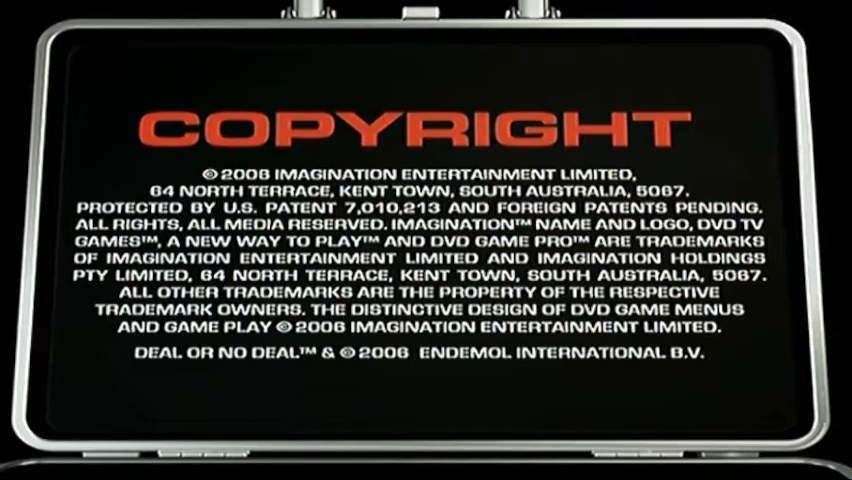 COPYRIGHT
© 2006 IMAGINATION ENTERTAINMENT LIMITED,
64 NORTH TERRACE, KENT TOWN, SOUTH AUSTRALIA, 5067.
PROTECTED BY U.S. PATENT 7,010,213 AND FOREIGN PATENTS PENDING.
ALL RIGHTS, ALL MEDIA RESERVED. IMAGINATION™ NAME AND LOGO, DVD TV
GAMES™, A NEW WAY TO PLAY™ AND DVD GAME PRO™ ARE TRADEMARKS
OF IMAGINATION ENTERTAINMENT LIMITED AND IMAGINATION HOLDINGS
PTY LIMITED, 64 NORTH TERRACE, KENT TOWN, SOUTH AUSTRALIA, 5067.
ALL OTHER TRADEMARKS ARE THE PROPERTY OF THE RESPECTIVE
TRADEMARK OWNERS. THE DISTINCTIVE DESIGN OF DVD GAME MENUS
AND GAME PLAY © 2006 IMAGINATION ENTERTAINMENT LIMITED.
DEAL OR NO DEAL™ & © 2006 ENDEMOL INTERNATIONAL B.V.